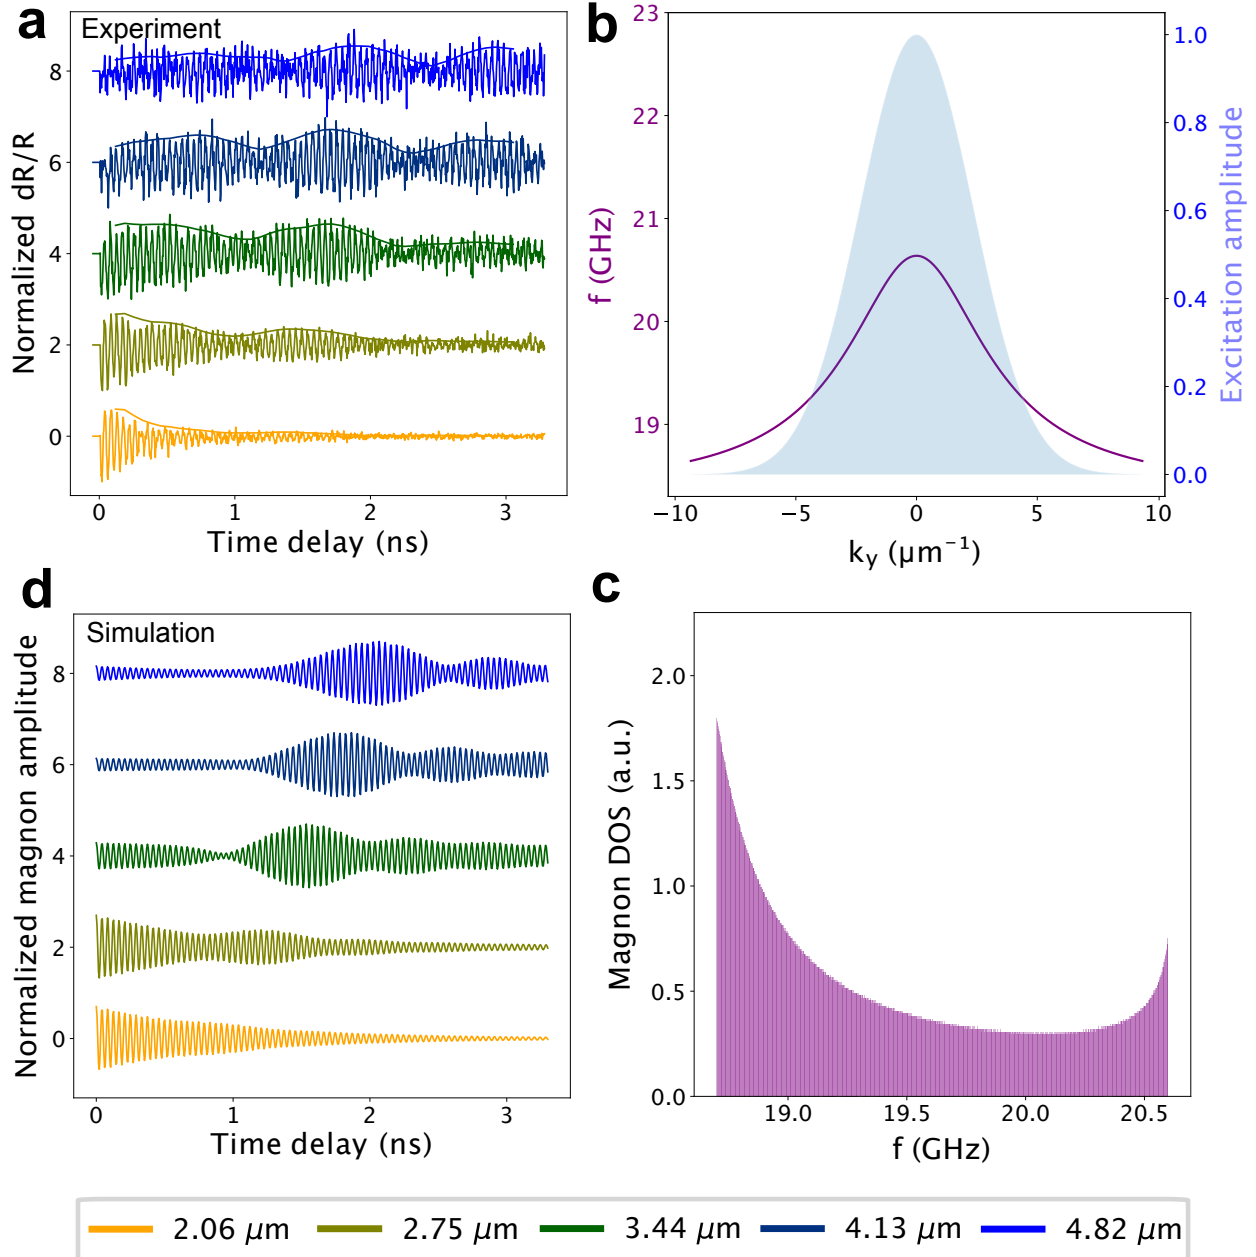 a
Experiment
Normalized dR/R
8
6
4
2
0
0 1 2 3
Time delay (ns)
b
f (GHz)
23
22
21
20
19
Excitation amplitude
1.0
0.8
0.6
0.4
0.2
0.0
−10 −5 0 5 10
k_y (μm⁻¹)
d
Simulation
Normalized magnon amplitude
8
6
4
2
0
0 1 2 3
Time delay (ns)
c
Magnon DOS (a.u.)
2.0
1.5
1.0
0.5
0.0
19.0 19.5 20.0 20.5
f (GHz)
2.06 μm 2.75 μm 3.44 μm 4.13 μm 4.82 μm